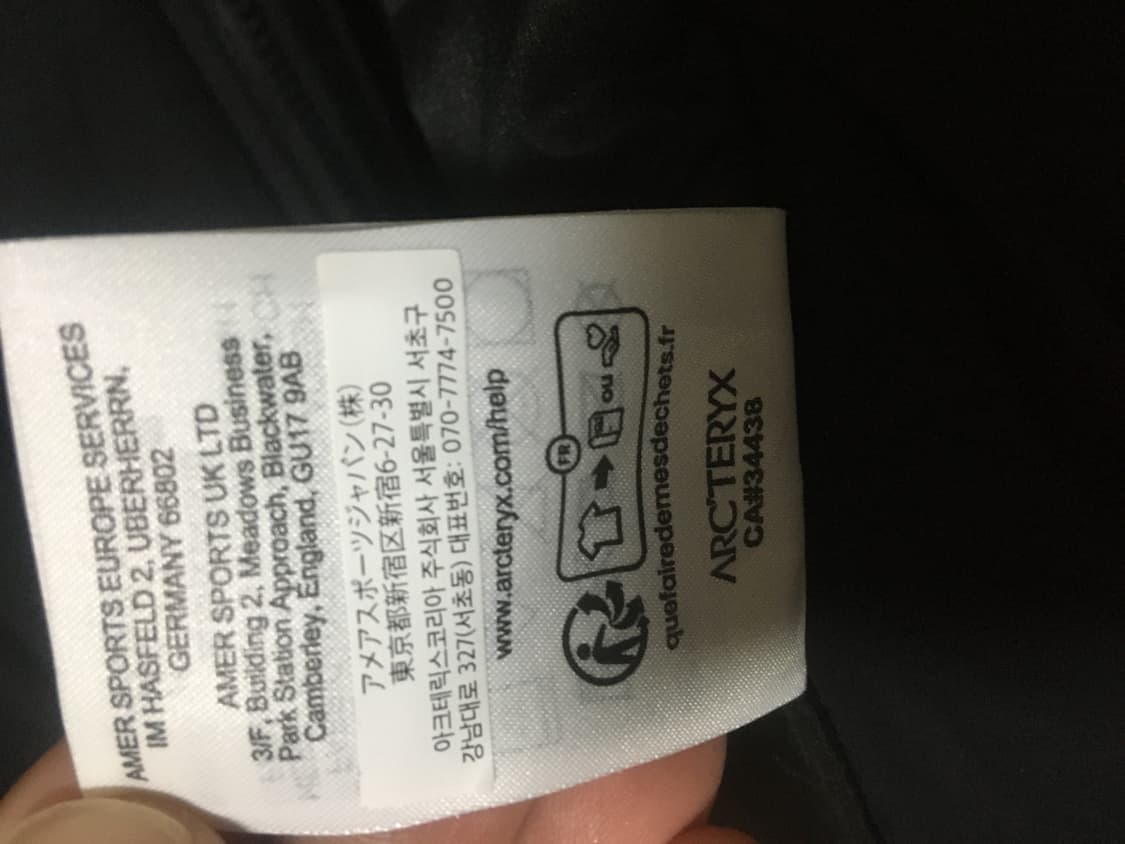 AMER SPORTS EUROPE SERVICES
IM HASFELD 2, UBERHERRN,
GERMANY 66802
AMER SPORTS UK LTD
3/F, Building 2, Meadows Business
Park Station Approach, Blackwater,
Camberley, England, GU17 9AB
アメアスポーツジャパン(株)
東京都新宿区新宿6-27-30
아크테릭스코리아 주식회사 서울특별시 서초구
강남대로 327(서초동) 대표번호: 070-7774-7500
www.arcteryx.com/help
FR
ou
quefairedemesdechets.fr
ARC'TERYX
CA#34438